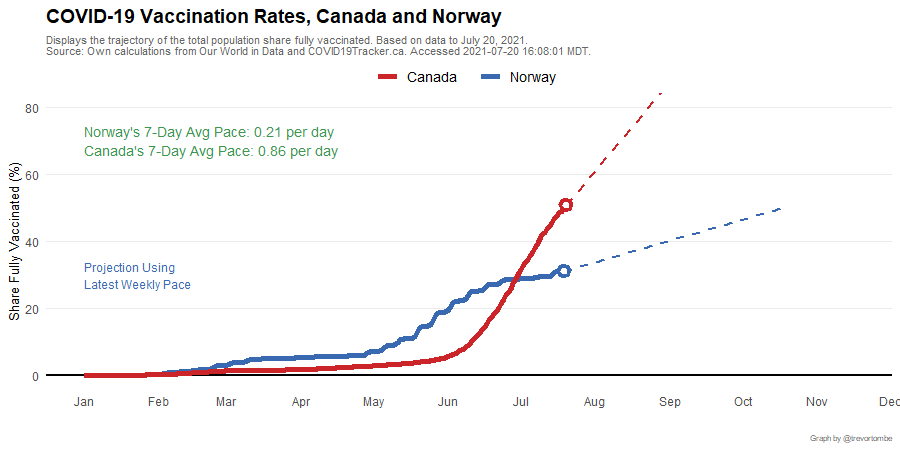 COVID-19 Vaccination Rates, Canada and Norway
Displays the trajectory of the total population share fully vaccinated. Based on data to July 20, 2021.
Source: Own calculations from Our World in Data and COVID19Tracker.ca. Accessed 2021-07-20 16:08:01 MDT.
Canada Norway
Norway's 7-Day Avg Pace: 0.21 per day
Canada's 7-Day Avg Pace: 0.86 per day
Projection Using
Latest Weekly Pace
Share Fully Vaccinated (%)
80
60
40
20
0
Jan Feb Mar Apr May Jun Jul Aug Sep Oct Nov Dec
Graph by @trevortombe